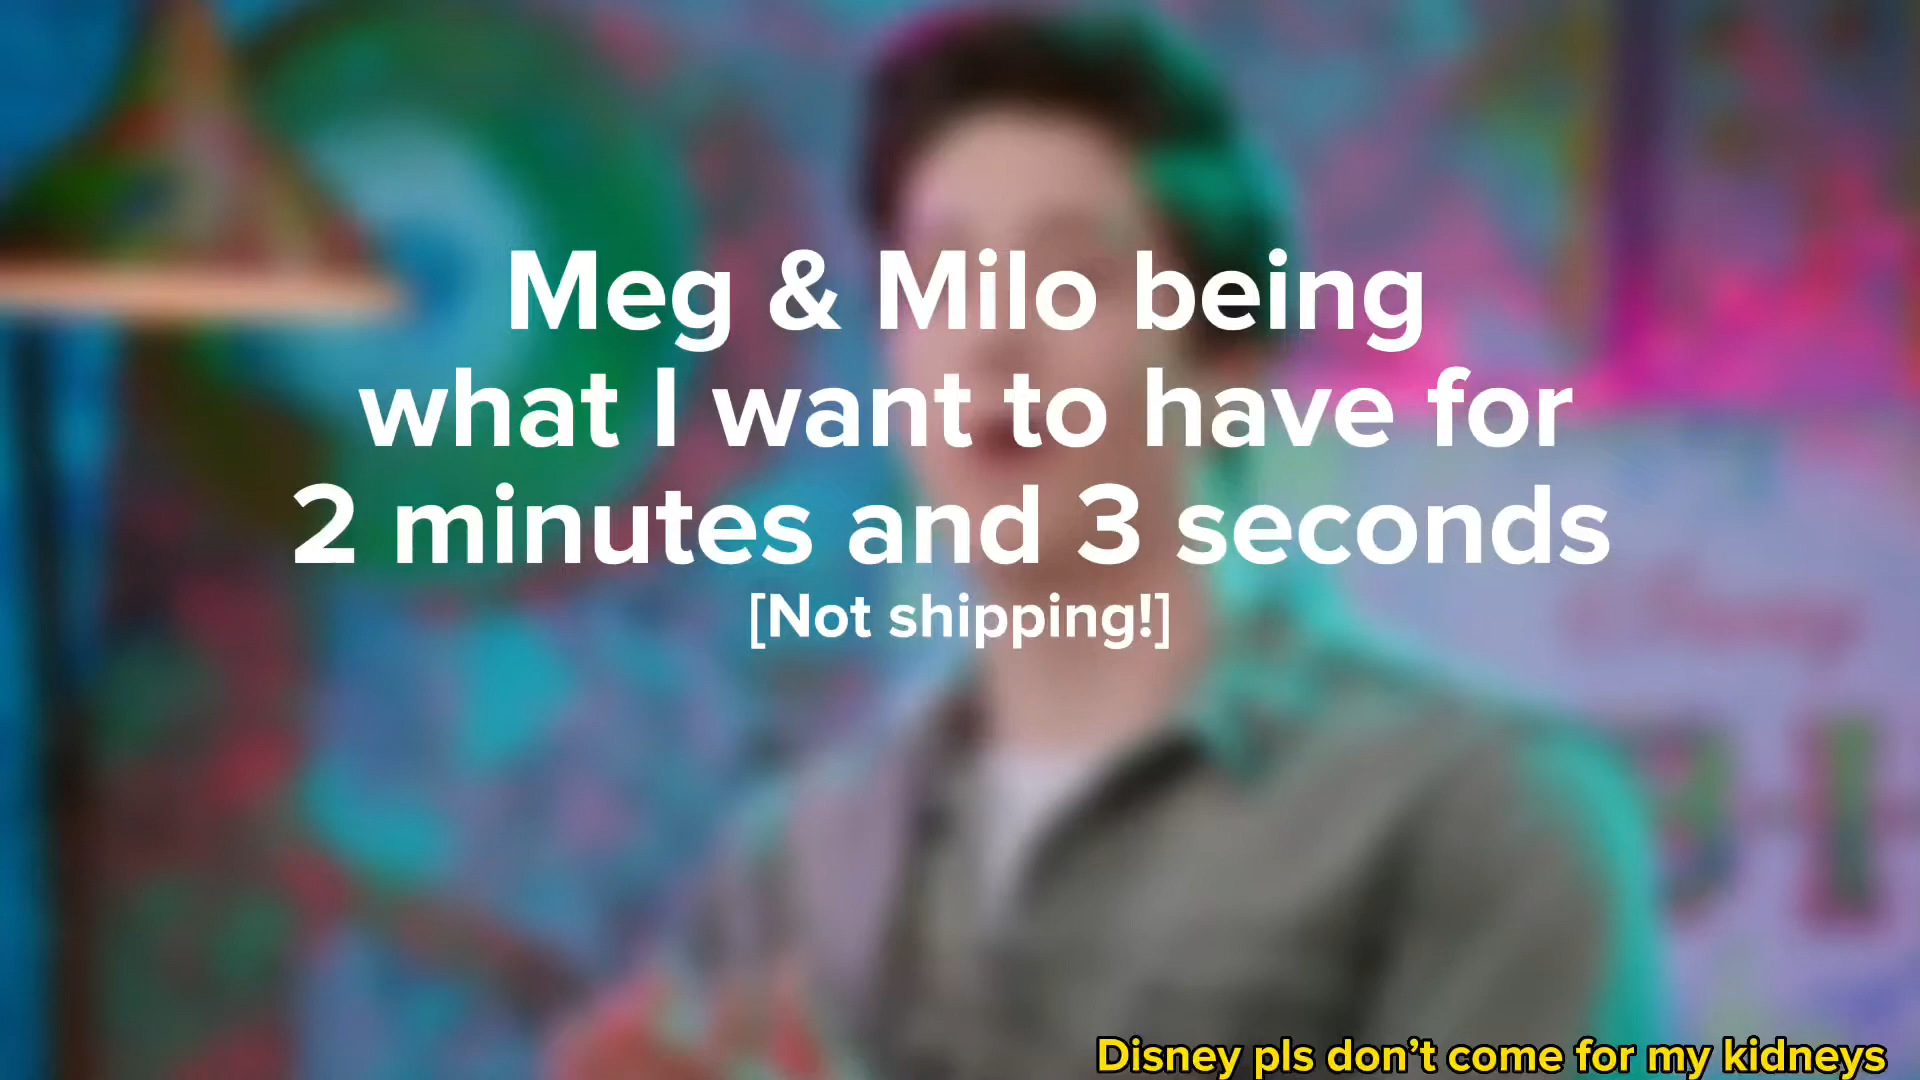 Meg & Milo being
what I want to have for
2 minutes and 3 seconds
[Not shipping!]
Disney pls don’t come for my kidneys